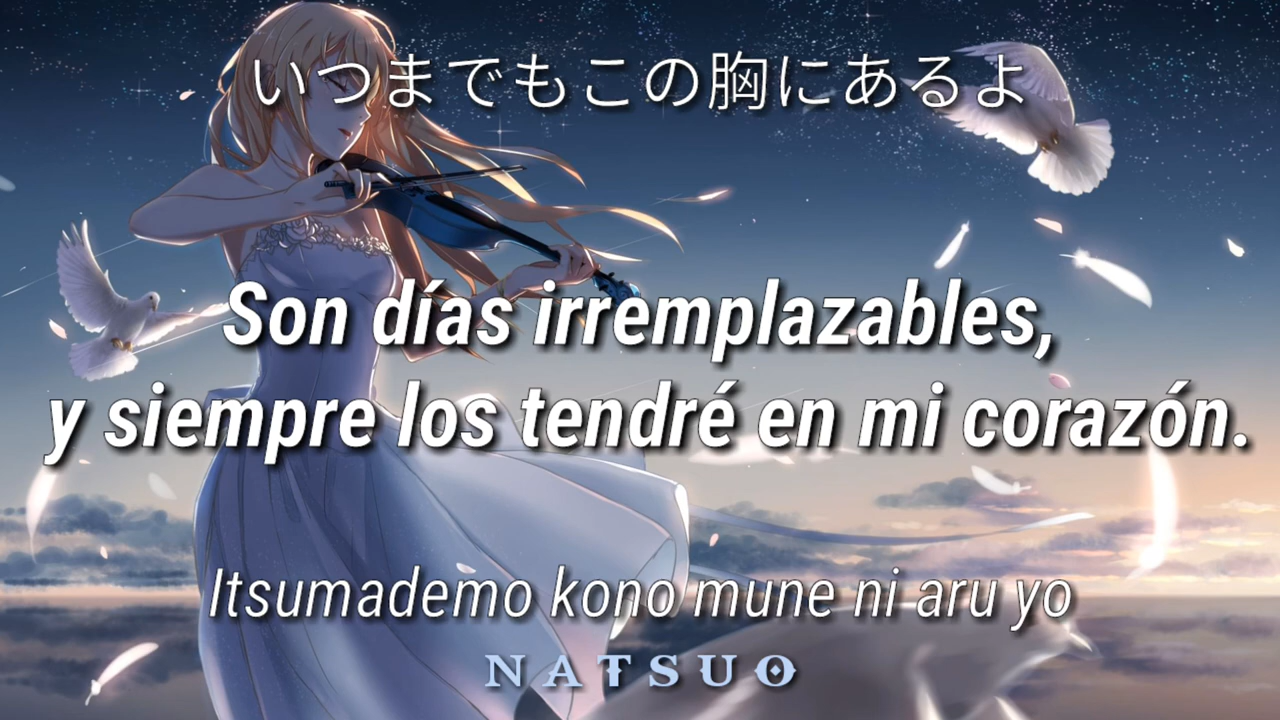 いつまでもこの胸にあるよ
Son días irremplazables,
y siempre los tendré en mi corazón.
Itsumademo kono mune ni aru yo
NATSUO